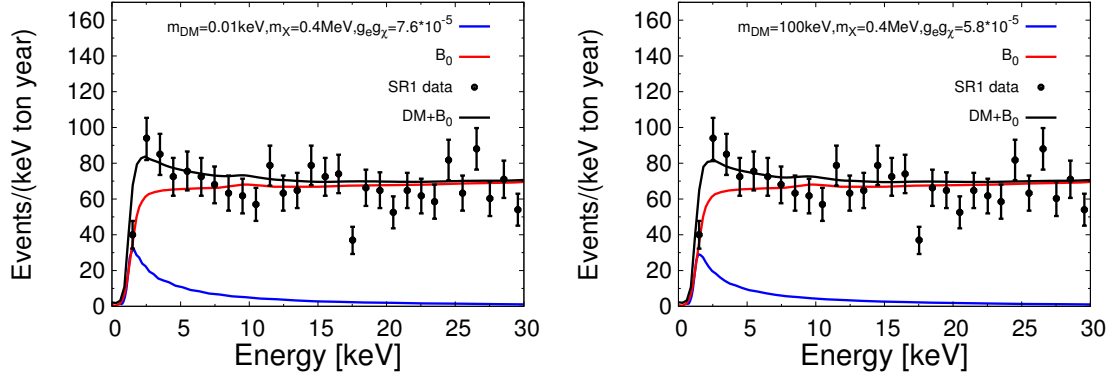 Events/(keV ton year)
160
140
120
100
80
60
40
20
0
m_DM=0.01keV,m_X=0.4MeV,g_e g_χ=7.6*10^-5
B_0
SR1 data
DM+B_0
0 5 10 15 20 25 30
Energy [keV]
Events/(keV ton year)
160
140
120
100
80
60
40
20
0
m_DM=100keV,m_X=0.4MeV,g_e g_χ=5.8*10^-5
B_0
SR1 data
DM+B_0
0 5 10 15 20 25 30
Energy [keV]